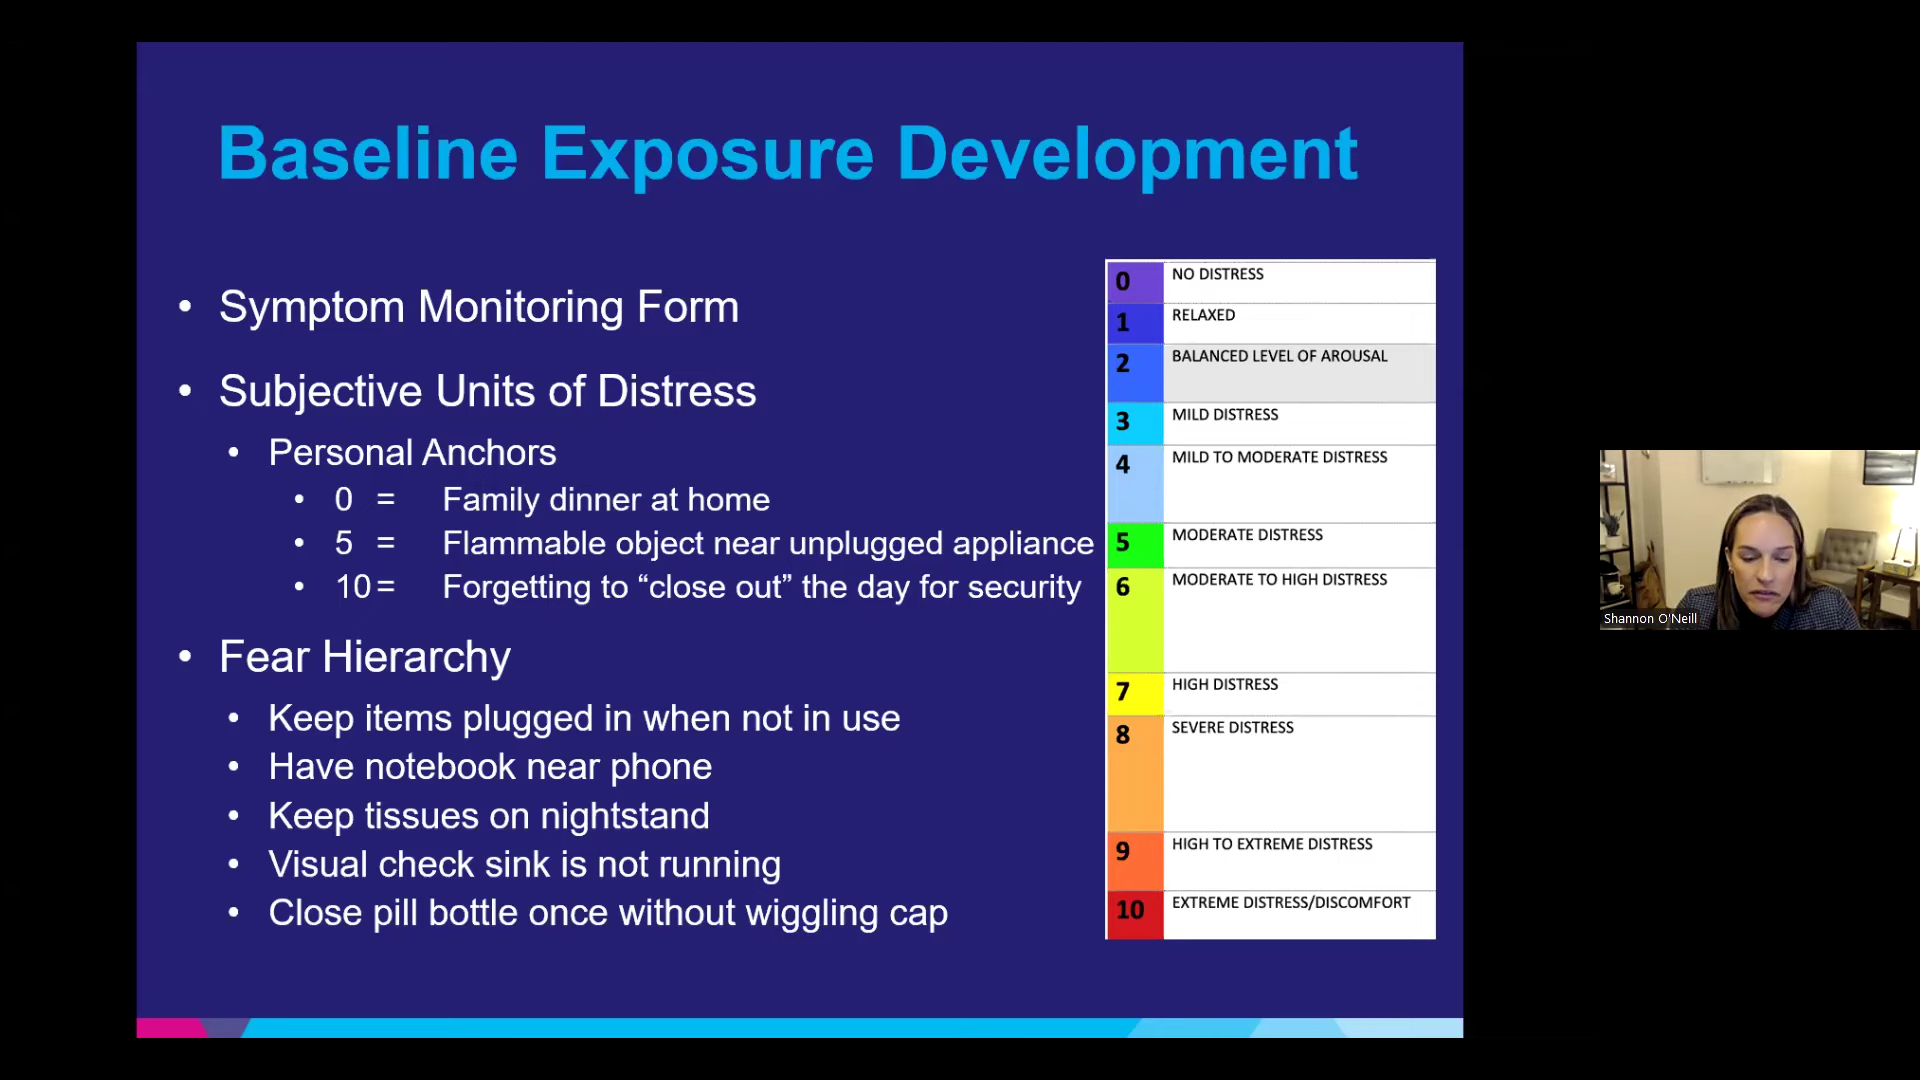 Baseline Exposure Development
• Symptom Monitoring Form
• Subjective Units of Distress
• Personal Anchors
• 0 = Family dinner at home
• 5 = Flammable object near unplugged appliance
• 10 = Forgetting to “close out” the day for security
• Fear Hierarchy
• Keep items plugged in when not in use
• Have notebook near phone
• Keep tissues on nightstand
• Visual check sink is not running
• Close pill bottle once without wiggling cap
0 NO DISTRESS
1 RELAXED
2 BALANCED LEVEL OF AROUSAL
3 MILD DISTRESS
4 MILD TO MODERATE DISTRESS
5 MODERATE DISTRESS
6 MODERATE TO HIGH DISTRESS
7 HIGH DISTRESS
8 SEVERE DISTRESS
9 HIGH TO EXTREME DISTRESS
10 EXTREME DISTRESS/DISCOMFORT
Shannon O'Neill